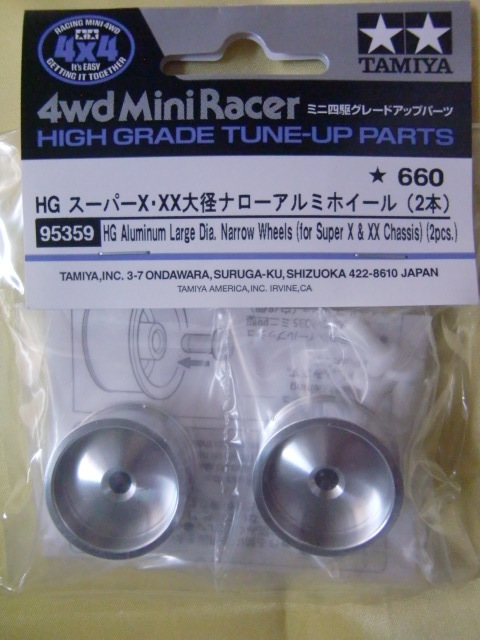 RACING MINI 4WD
4x4
It's EASY
GETTING IT TOGETHER
TAMIYA
4wd Mini Racer ミニ四駆グレードアップパーツ
HIGH GRADE TUNE-UP PARTS
★ 660
HG スーパーX・XX大径ナローアルミホイール（2本）
95359 HG Aluminum Large Dia. Narrow Wheels (for Super X & XX Chassis) (2pcs.)
TAMIYA,INC. 3-7 ONDAWARA, SURUGA-KU, SHIZUOKA 422-8610 JAPAN
TAMIYA AMERICA,INC. IRVINE,CA